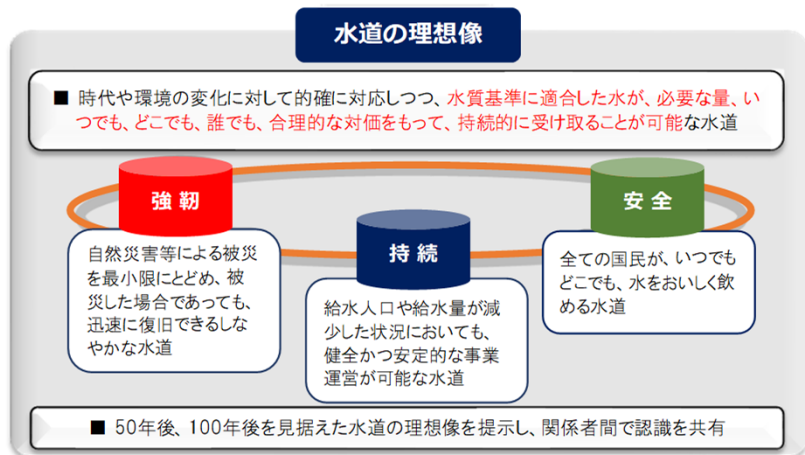 水道の理想像
■ 時代や環境の変化に対して的確に対応しつつ、水質基準に適合した水が、必要な量、い
つでも、どこでも、誰でも、合理的な対価をもって、持続的に受け取ることが可能な水道
強靭
自然災害等による被災
を最小限にとどめ、被
災した場合であっても、
迅速に復旧できるしな
やかな水道
持続
給水人口や給水量が減
少した状況においても、
健全かつ安定的な事業
運営が可能な水道
安全
全ての国民が、いつでも
どこでも、水をおいしく飲
める水道
■ 50年後、100年後を見据えた水道の理想像を提示し、関係者間で認識を共有